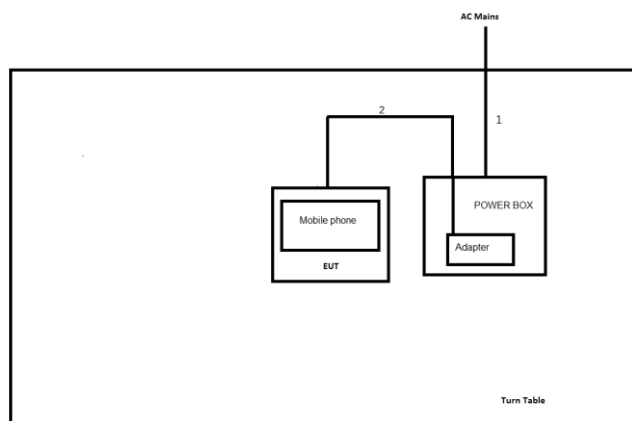 AC Mains
2
1
POWER BOX
Mobile phone
Adapter
EUT
Turn Table